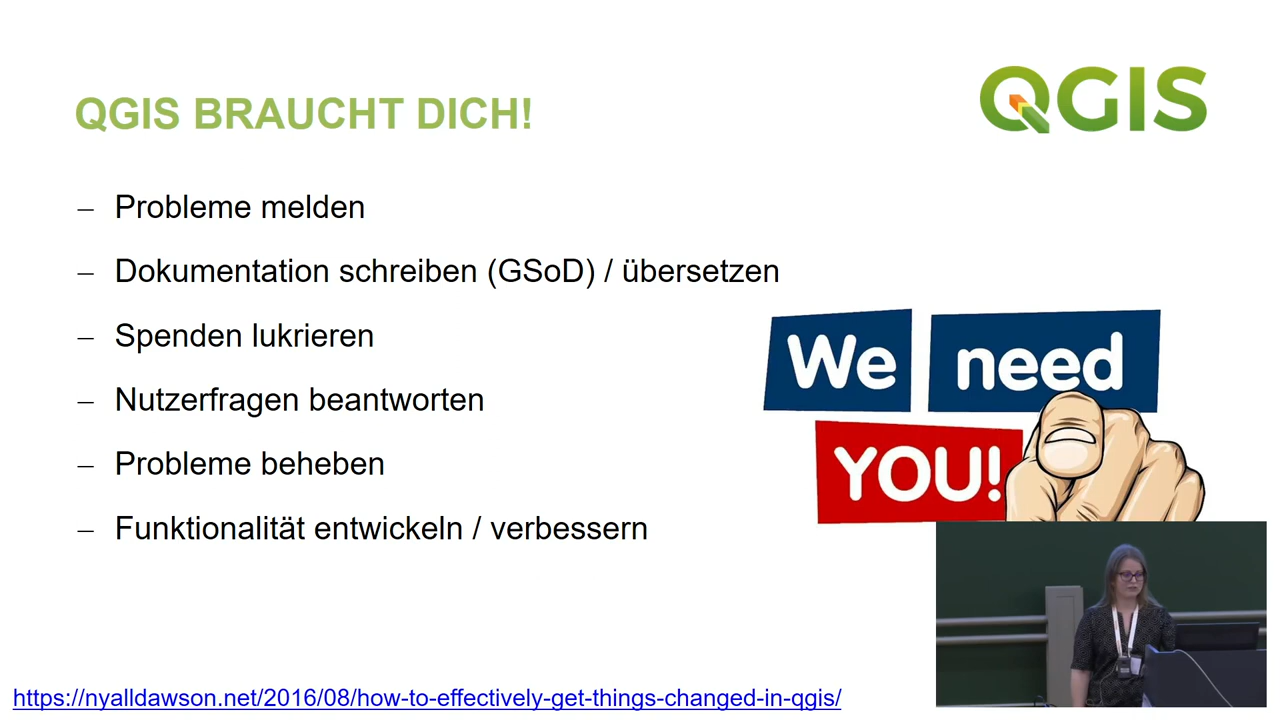 QGIS BRAUCHT DICH!
QGIS
– Probleme melden
– Dokumentation schreiben (GSoD) / übersetzen
– Spenden lukrieren
– Nutzerfragen beantworten
– Probleme beheben
– Funktionalität entwickeln / verbessern
We need
YOU!
https://nyalldawson.net/2016/08/how-to-effectively-get-things-changed-in-qgis/